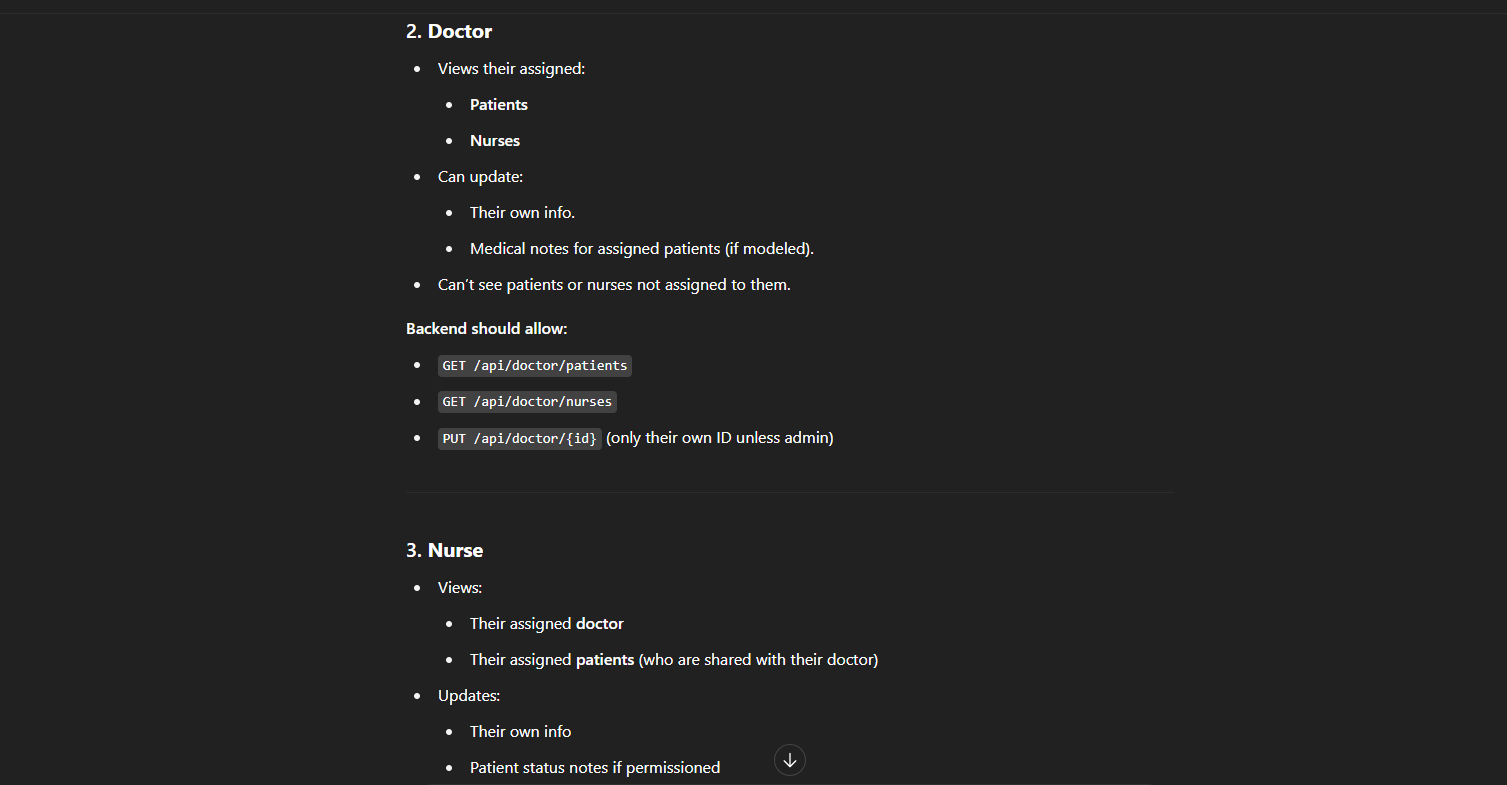 2. Doctor
• Views their assigned:
• Patients
• Nurses
• Can update:
• Their own info.
• Medical notes for assigned patients (if modeled).
• Can’t see patients or nurses not assigned to them.
Backend should allow:
• GET /api/doctor/patients
• GET /api/doctor/nurses
• PUT /api/doctor/{id} (only their own ID unless admin)
3. Nurse
• Views:
• Their assigned doctor
• Their assigned patients (who are shared with their doctor)
• Updates:
• Their own info
• Patient status notes if permissioned